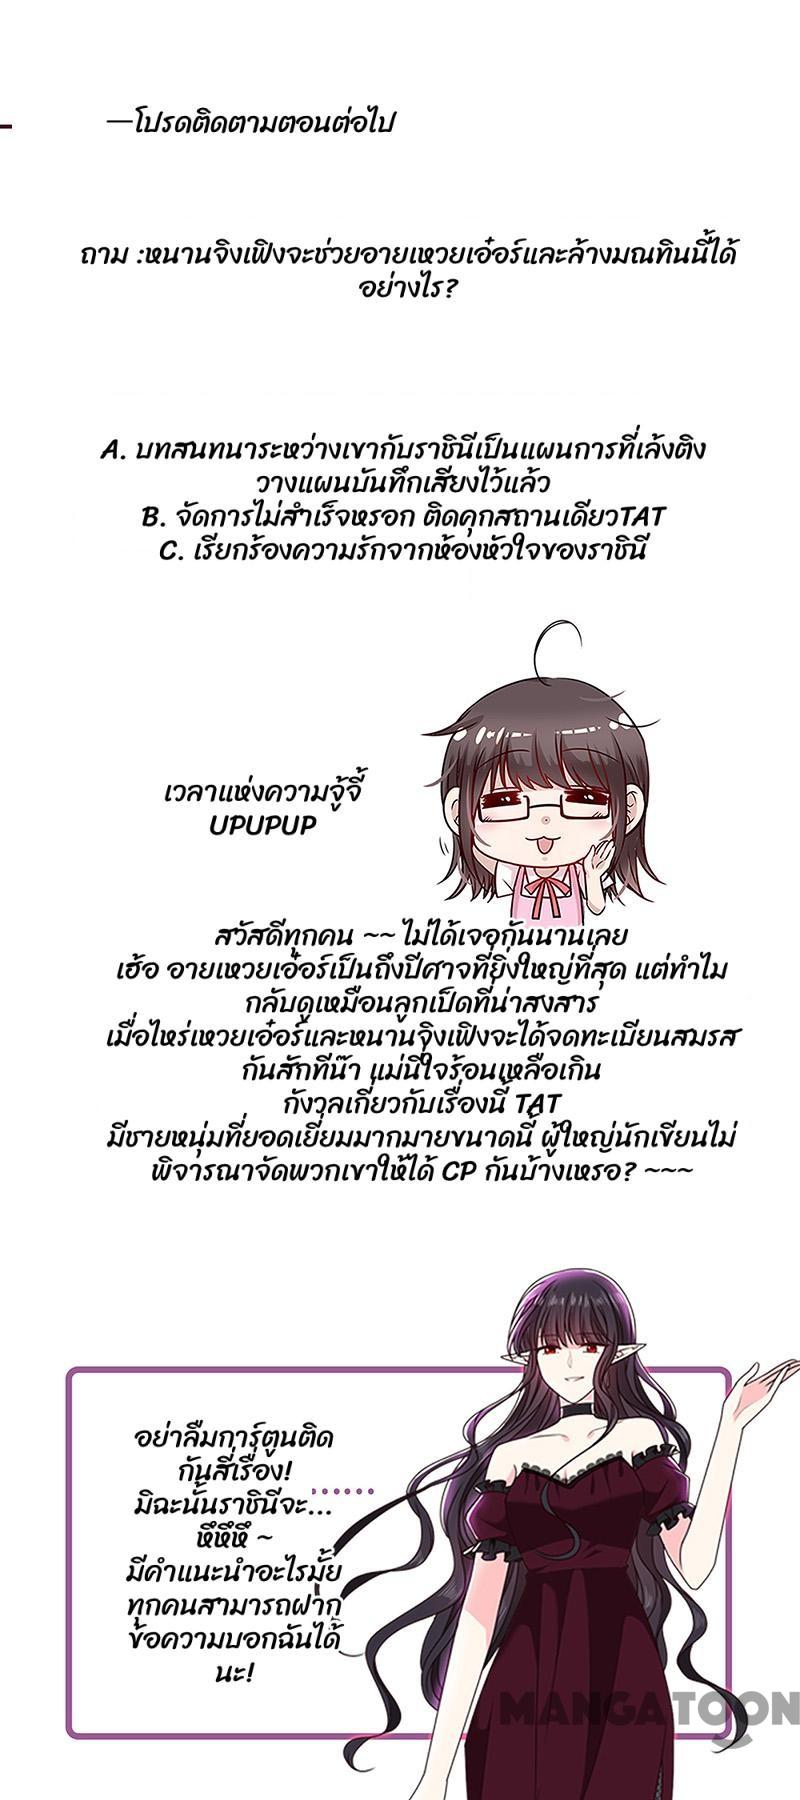 —โปรดติดตามตอนต่อไป
ถาม :หนานจิงเฟิงจะช่วยอายเหวยเอ๋อร์และล้างมณทินนี้ได้
อย่างไร?
A. บทสนทนาระหว่างเขากับราชินีเป็นแผนการที่เล้งติง
วางแผนบันทึกเสียงไว้แล้ว
B. จัดการไม่สำเร็จหรอก ติดคุกสถานเดียวTAT
C. เรียกร้องความรักจากห้องหัวใจของราชินี
เวลาแห่งความจู้จี้
UPUPUP
สวัสดีทุกคน ~~ ไม่ได้เจอกันนานเลย
เฮ้อ อายเหวยเอ๋อร์เป็นถึงปีศาจที่ยิ่งใหญ่ที่สุด แต่ทำไม
กลับดูเหมือนลูกเป็ดที่น่าสงสาร
เมื่อไหร่เหวยเอ๋อร์และหนานจิงเฟิงจะได้จดทะเบียนสมรส
กันสักทีน๊า แม่นี่ใจร้อนเหลือเกิน
กังวลเกี่ยวกับเรื่องนี้ TAT
มีชายหนุ่มที่ยอดเยี่ยมมากมายขนาดนี้ ผู้ใหญ่นักเขียนไม่
พิจารณาจัดพวกเขาให้ได้ CP กันบ้างเหรอ? ~~~
อย่าลืมการ์ตูนติด
กันสี่เรื่อง!
มิฉะนั้นราชินีจะ...
หึหึหึ ~
มีคำแนะนำอะไรมั้ย
ทุกคนสามารถฝาก
ข้อความบอกฉันได้
นะ!
MANGATOON